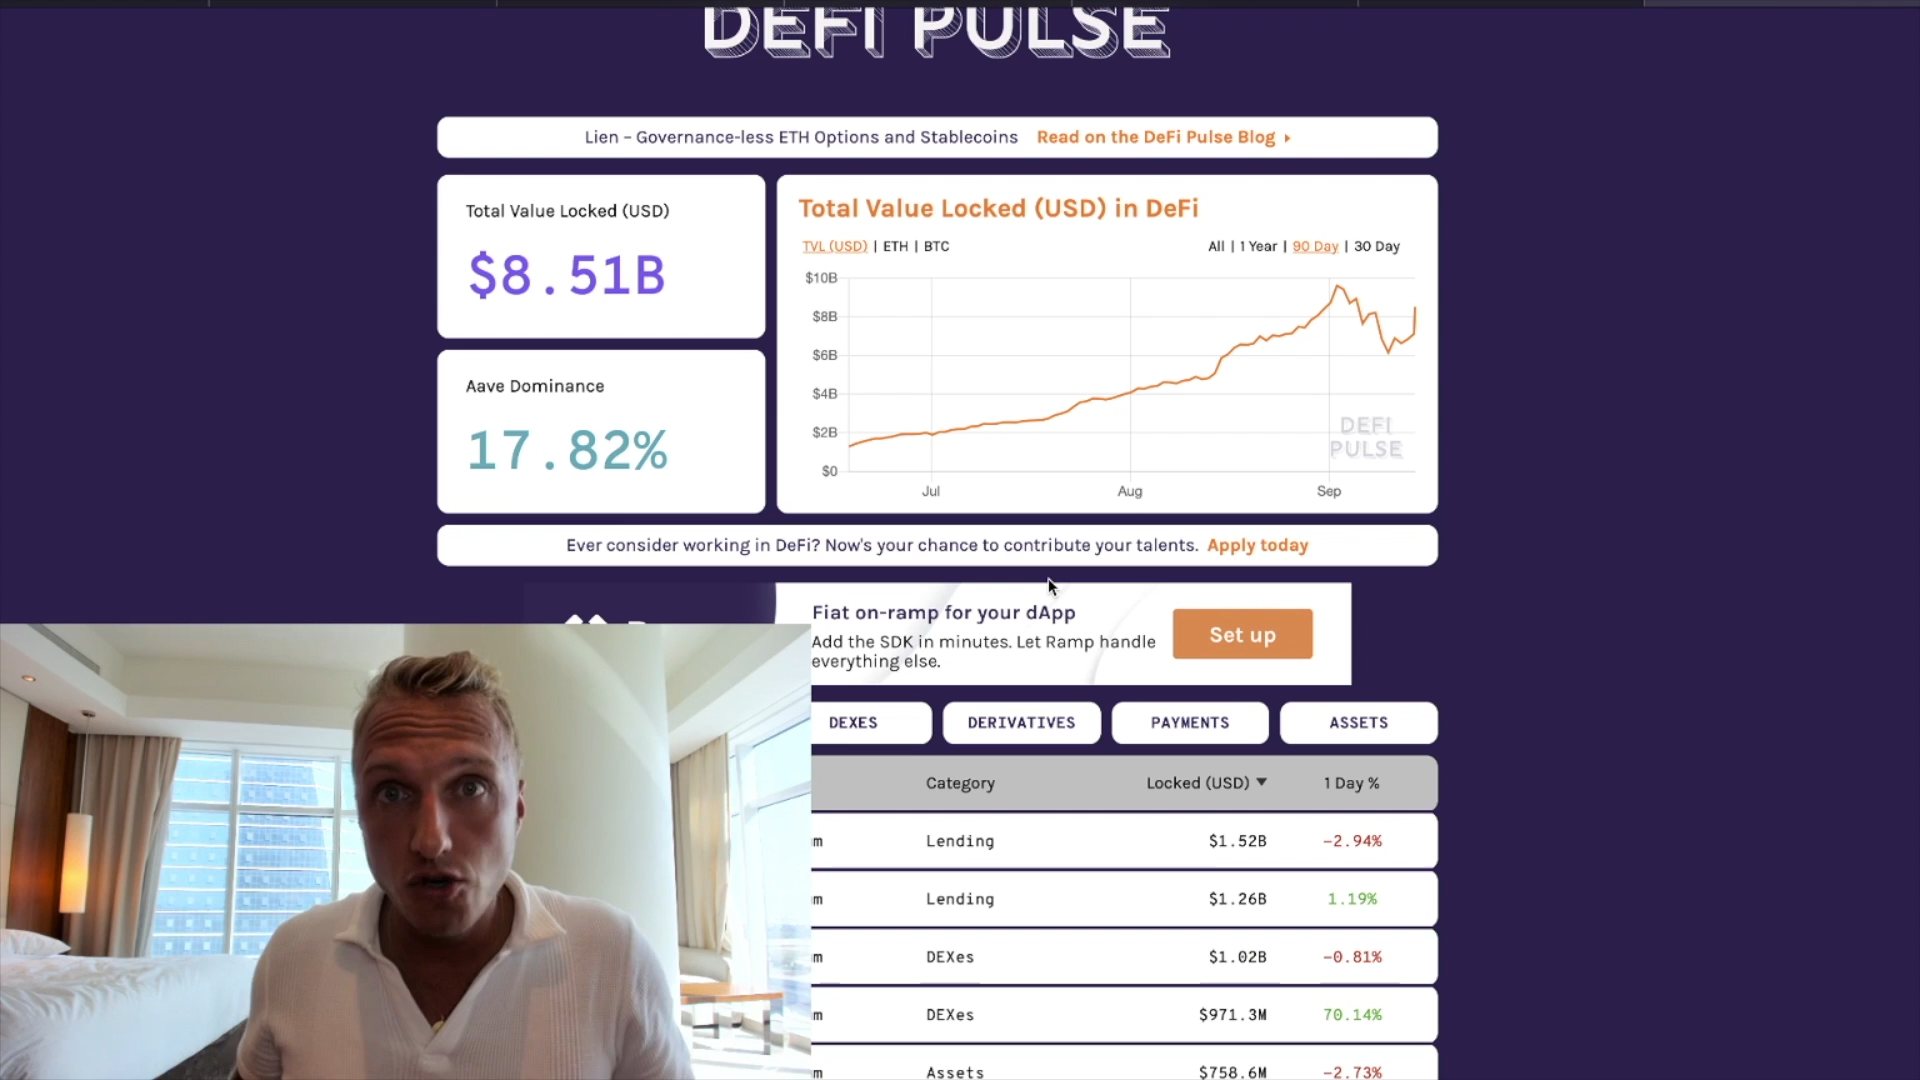 DEFI PULSE
Lien – Governance-less ETH Options and Stablecoins Read on the DeFi Pulse Blog ▸
Total Value Locked (USD)
$8.51B
Aave Dominance
17.82%
Total Value Locked (USD) in DeFi
TVL (USD) | ETH | BTC
All | 1 Year | 90 Day | 30 Day
$10B
$8B
$6B
$4B
$2B
$0
Jul Aug Sep
DEFI
PULSE
Ever consider working in DeFi? Now's your chance to contribute your talents. Apply today
Fiat on-ramp for your dApp
Add the SDK in minutes. Let Ramp handle
everything else.
Set up
DEXES DERIVATIVES PAYMENTS ASSETS
Category Locked (USD) ▼ 1 Day %
m Lending $1.52B -2.94%
m Lending $1.26B 1.19%
m DEXes $1.02B -0.81%
m DEXes $971.3M 70.14%
m Assets $758.6M -2.73%